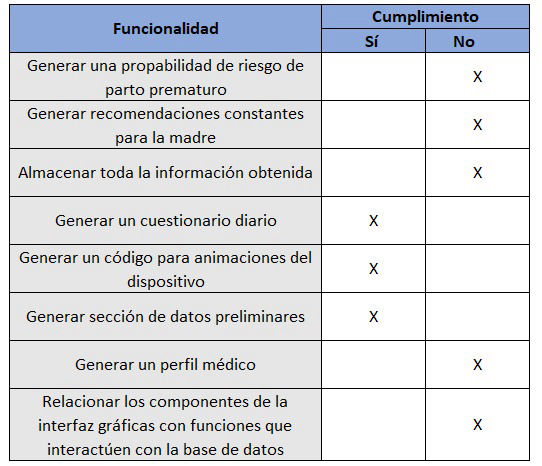 Funcionalidad
Cumplimiento
Sí
No
Generar una propabilidad de riesgo de
parto prematuro
X
Generar recomendaciones constantes
para la madre
X
Almacenar toda la información obtenida
X
Generar un cuestionario diario
X
Generar un código para animaciones del
dispositivo
X
Generar sección de datos preliminares
X
Generar un perfil médico
X
Relacionar los componentes de la
interfaz gráficas con funciones que
interactúen con la base de datos
X